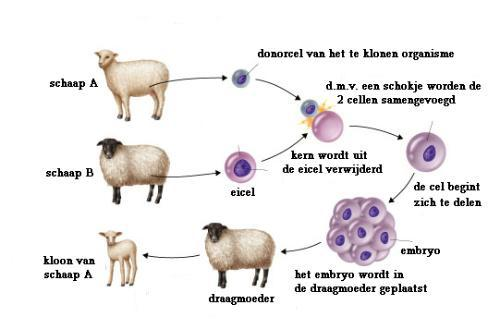 donorcel van het te klonen organisme
schaap A
d.m.v. een schokje worden de
2 cellen samengevoegd
schaap B
eicel
kern wordt uit
de eicel verwijderd
de cel begint
zich te delen
embryo
kloon van
schaap A
draagmoeder
het embryo wordt in
de draagmoeder geplaatst